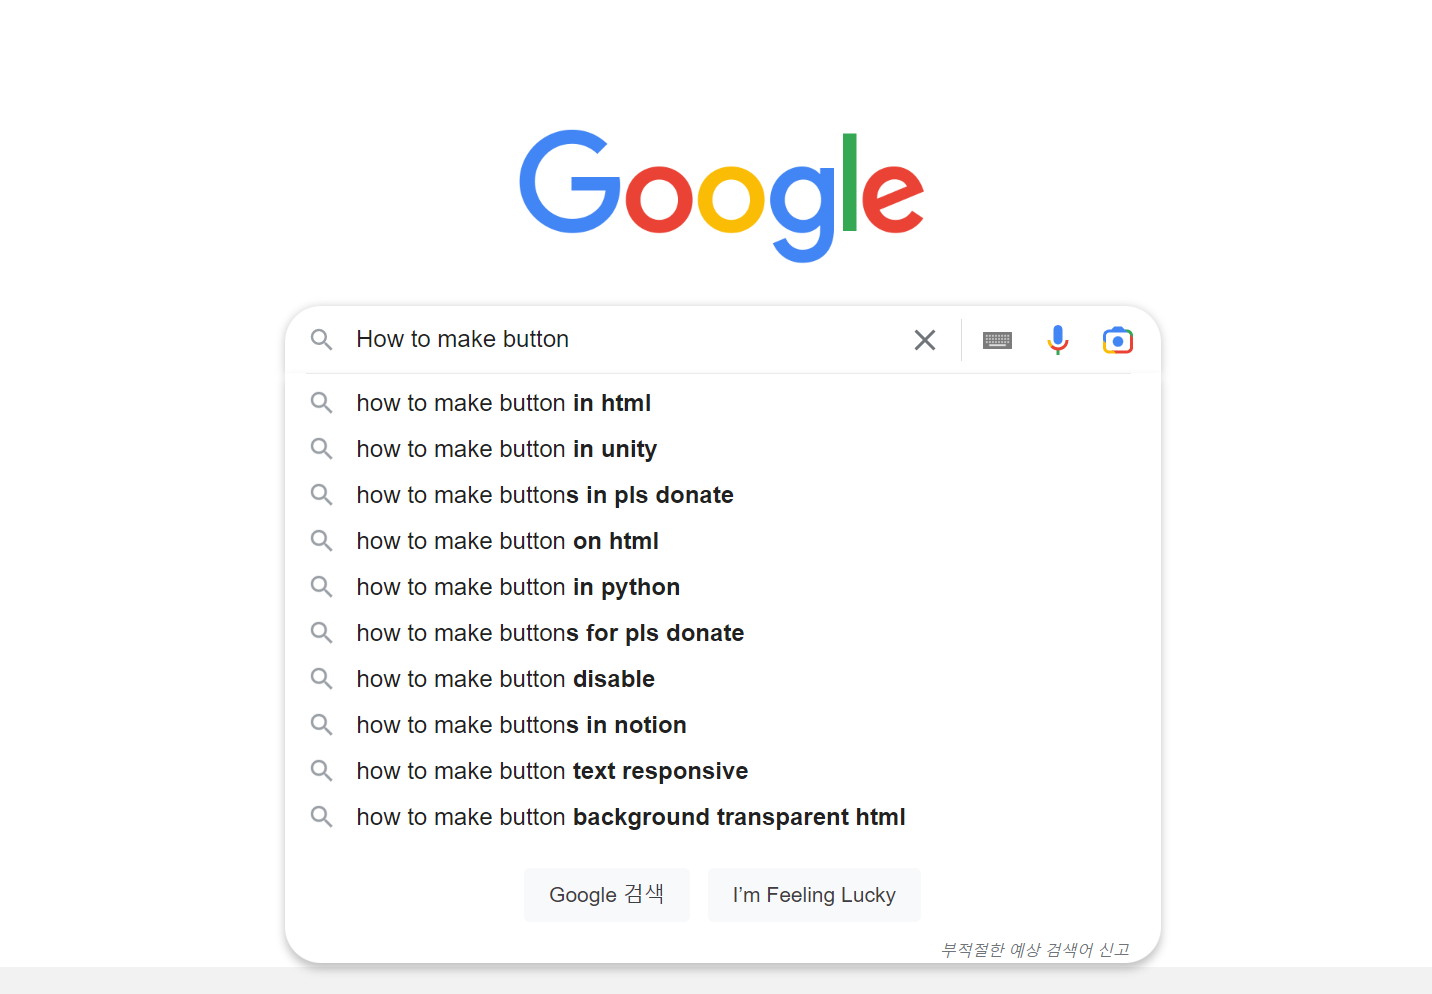 Google
How to make button
how to make button in html
how to make button in unity
how to make buttons in pls donate
how to make button on html
how to make button in python
how to make buttons for pls donate
how to make button disable
how to make buttons in notion
how to make button text responsive
how to make button background transparent html
Google 검색 I’m Feeling Lucky
부적절한 예상 검색어 신고